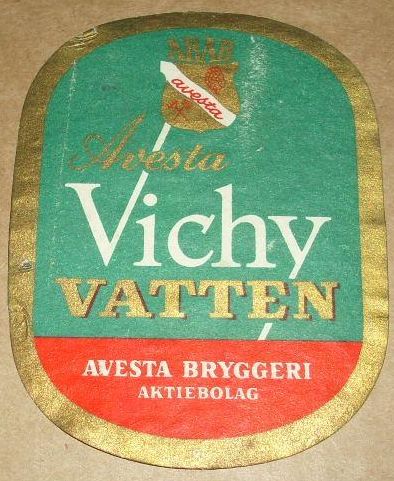 ABAB
avesta
Avesta
Vichy
VATTEN
AVESTA BRYGGERI
AKTIEBOLAG